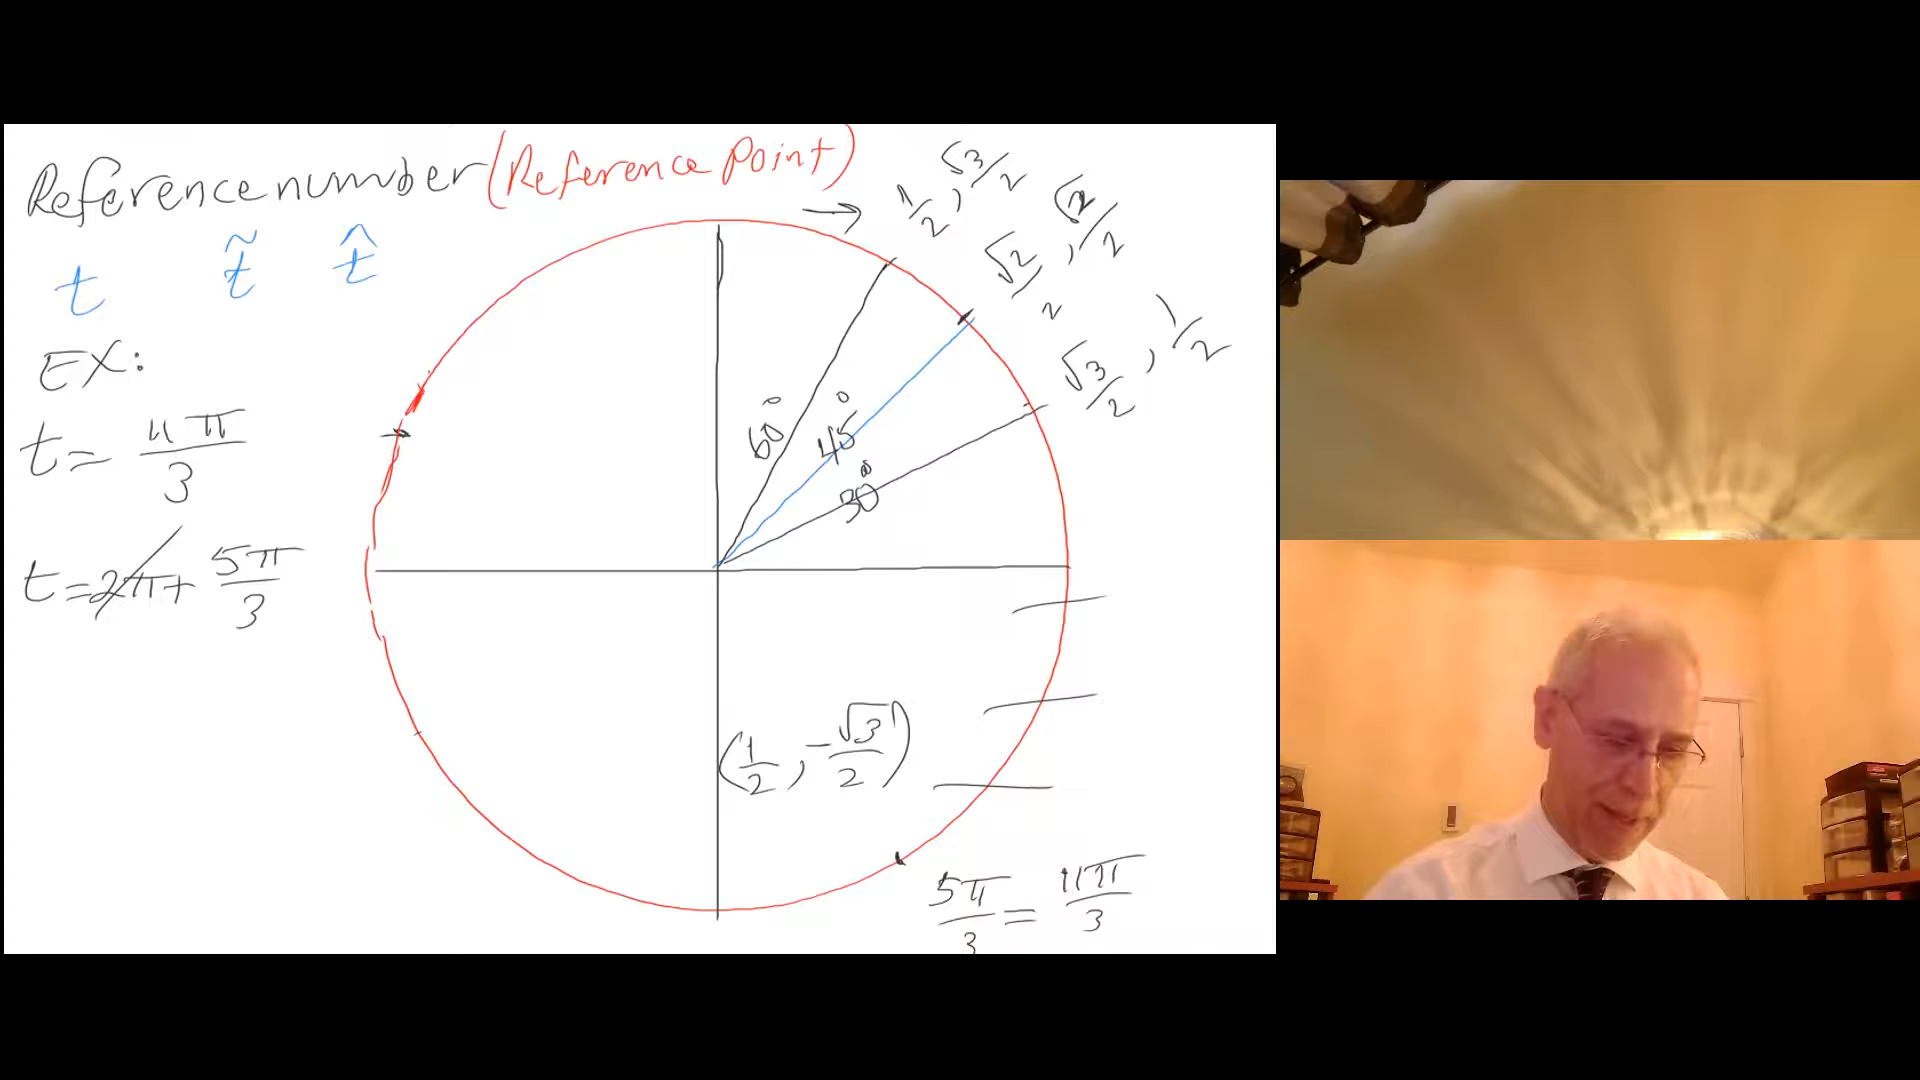 Reference number (Reference Point)
t t̃ t̂
EX:
t = 11π/3
t = 2π + 5π/3
1/2, √3/2
√2/2, √2/2
√3/2, 1/2
60°
45°
30°
(1/2, -√3/2)
5π/3 = 11π/3